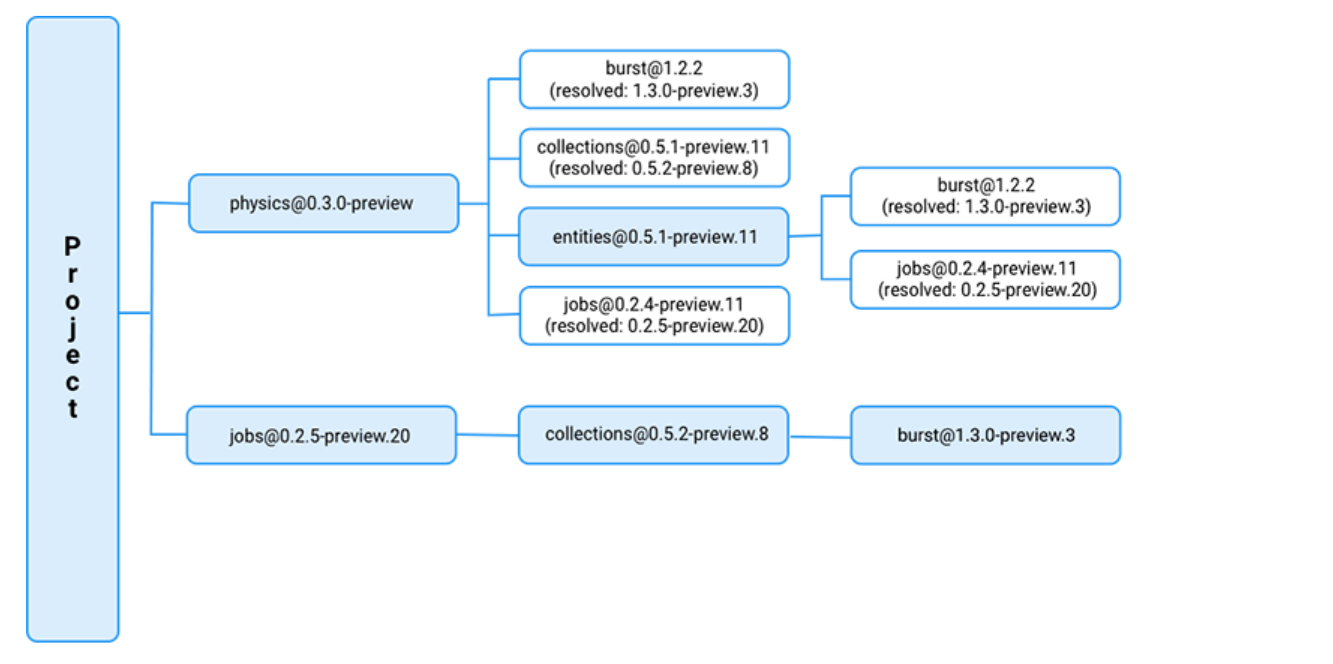 Project
physics@0.3.0-preview
burst@1.2.2
(resolved: 1.3.0-preview.3)
collections@0.5.1-preview.11
(resolved: 0.5.2-preview.8)
entities@0.5.1-preview.11
jobs@0.2.4-preview.11
(resolved: 0.2.5-preview.20)
burst@1.2.2
(resolved: 1.3.0-preview.3)
jobs@0.2.4-preview.11
(resolved: 0.2.5-preview.20)
jobs@0.2.5-preview.20
collections@0.5.2-preview.8
burst@1.3.0-preview.3